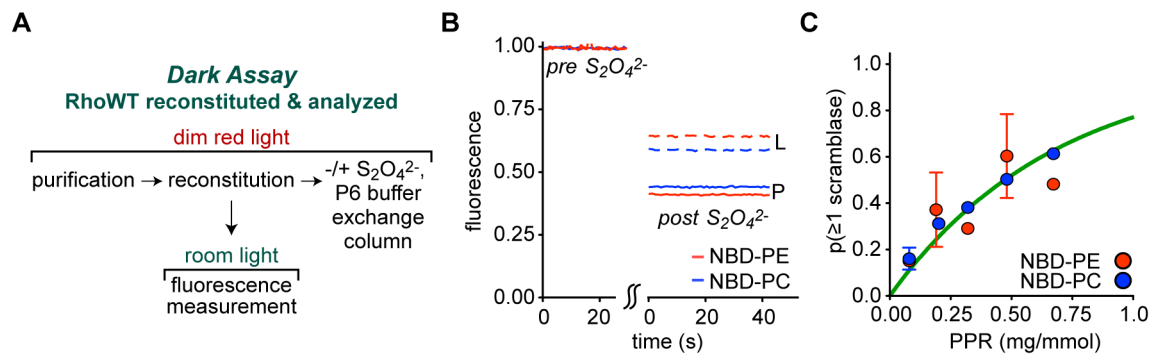 A
Dark Assay
RhoWT reconstituted & analyzed
dim red light
purification → reconstitution → -/+ S₂O₄²⁻,
P6 buffer
exchange
column
room light
fluorescence
measurement
B
fluorescence
1.00
0.75
0.50
0.25
0.00
pre S₂O₄²⁻
L
P
post S₂O₄²⁻
NBD-PE
NBD-PC
0 20 0 20 40
time (s)
C
p(≥1 scramblase)
1.0
0.8
0.6
0.4
0.2
0.0
NBD-PE
NBD-PC
0.00 0.25 0.50 0.75 1.0
PPR (mg/mmol)